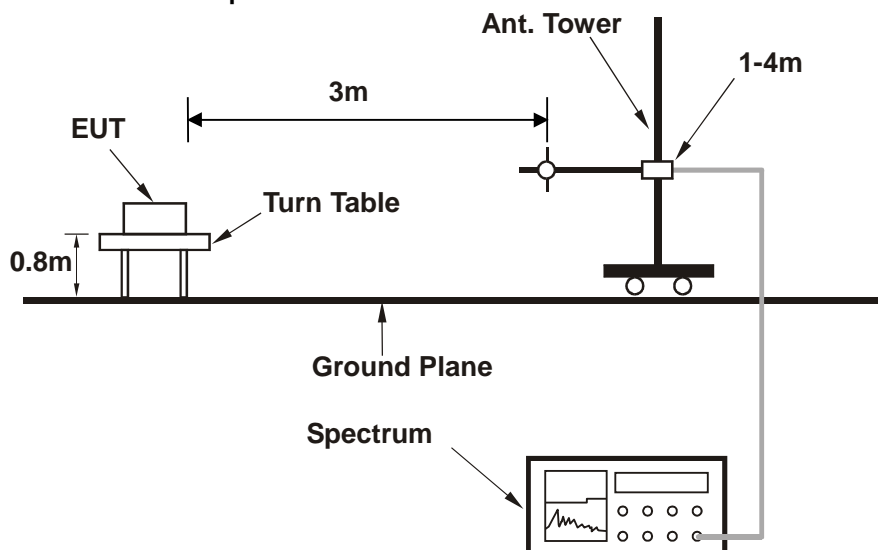 Ant. Tower
1-4m
3m
EUT
Turn Table
0.8m
Ground Plane
Spectrum